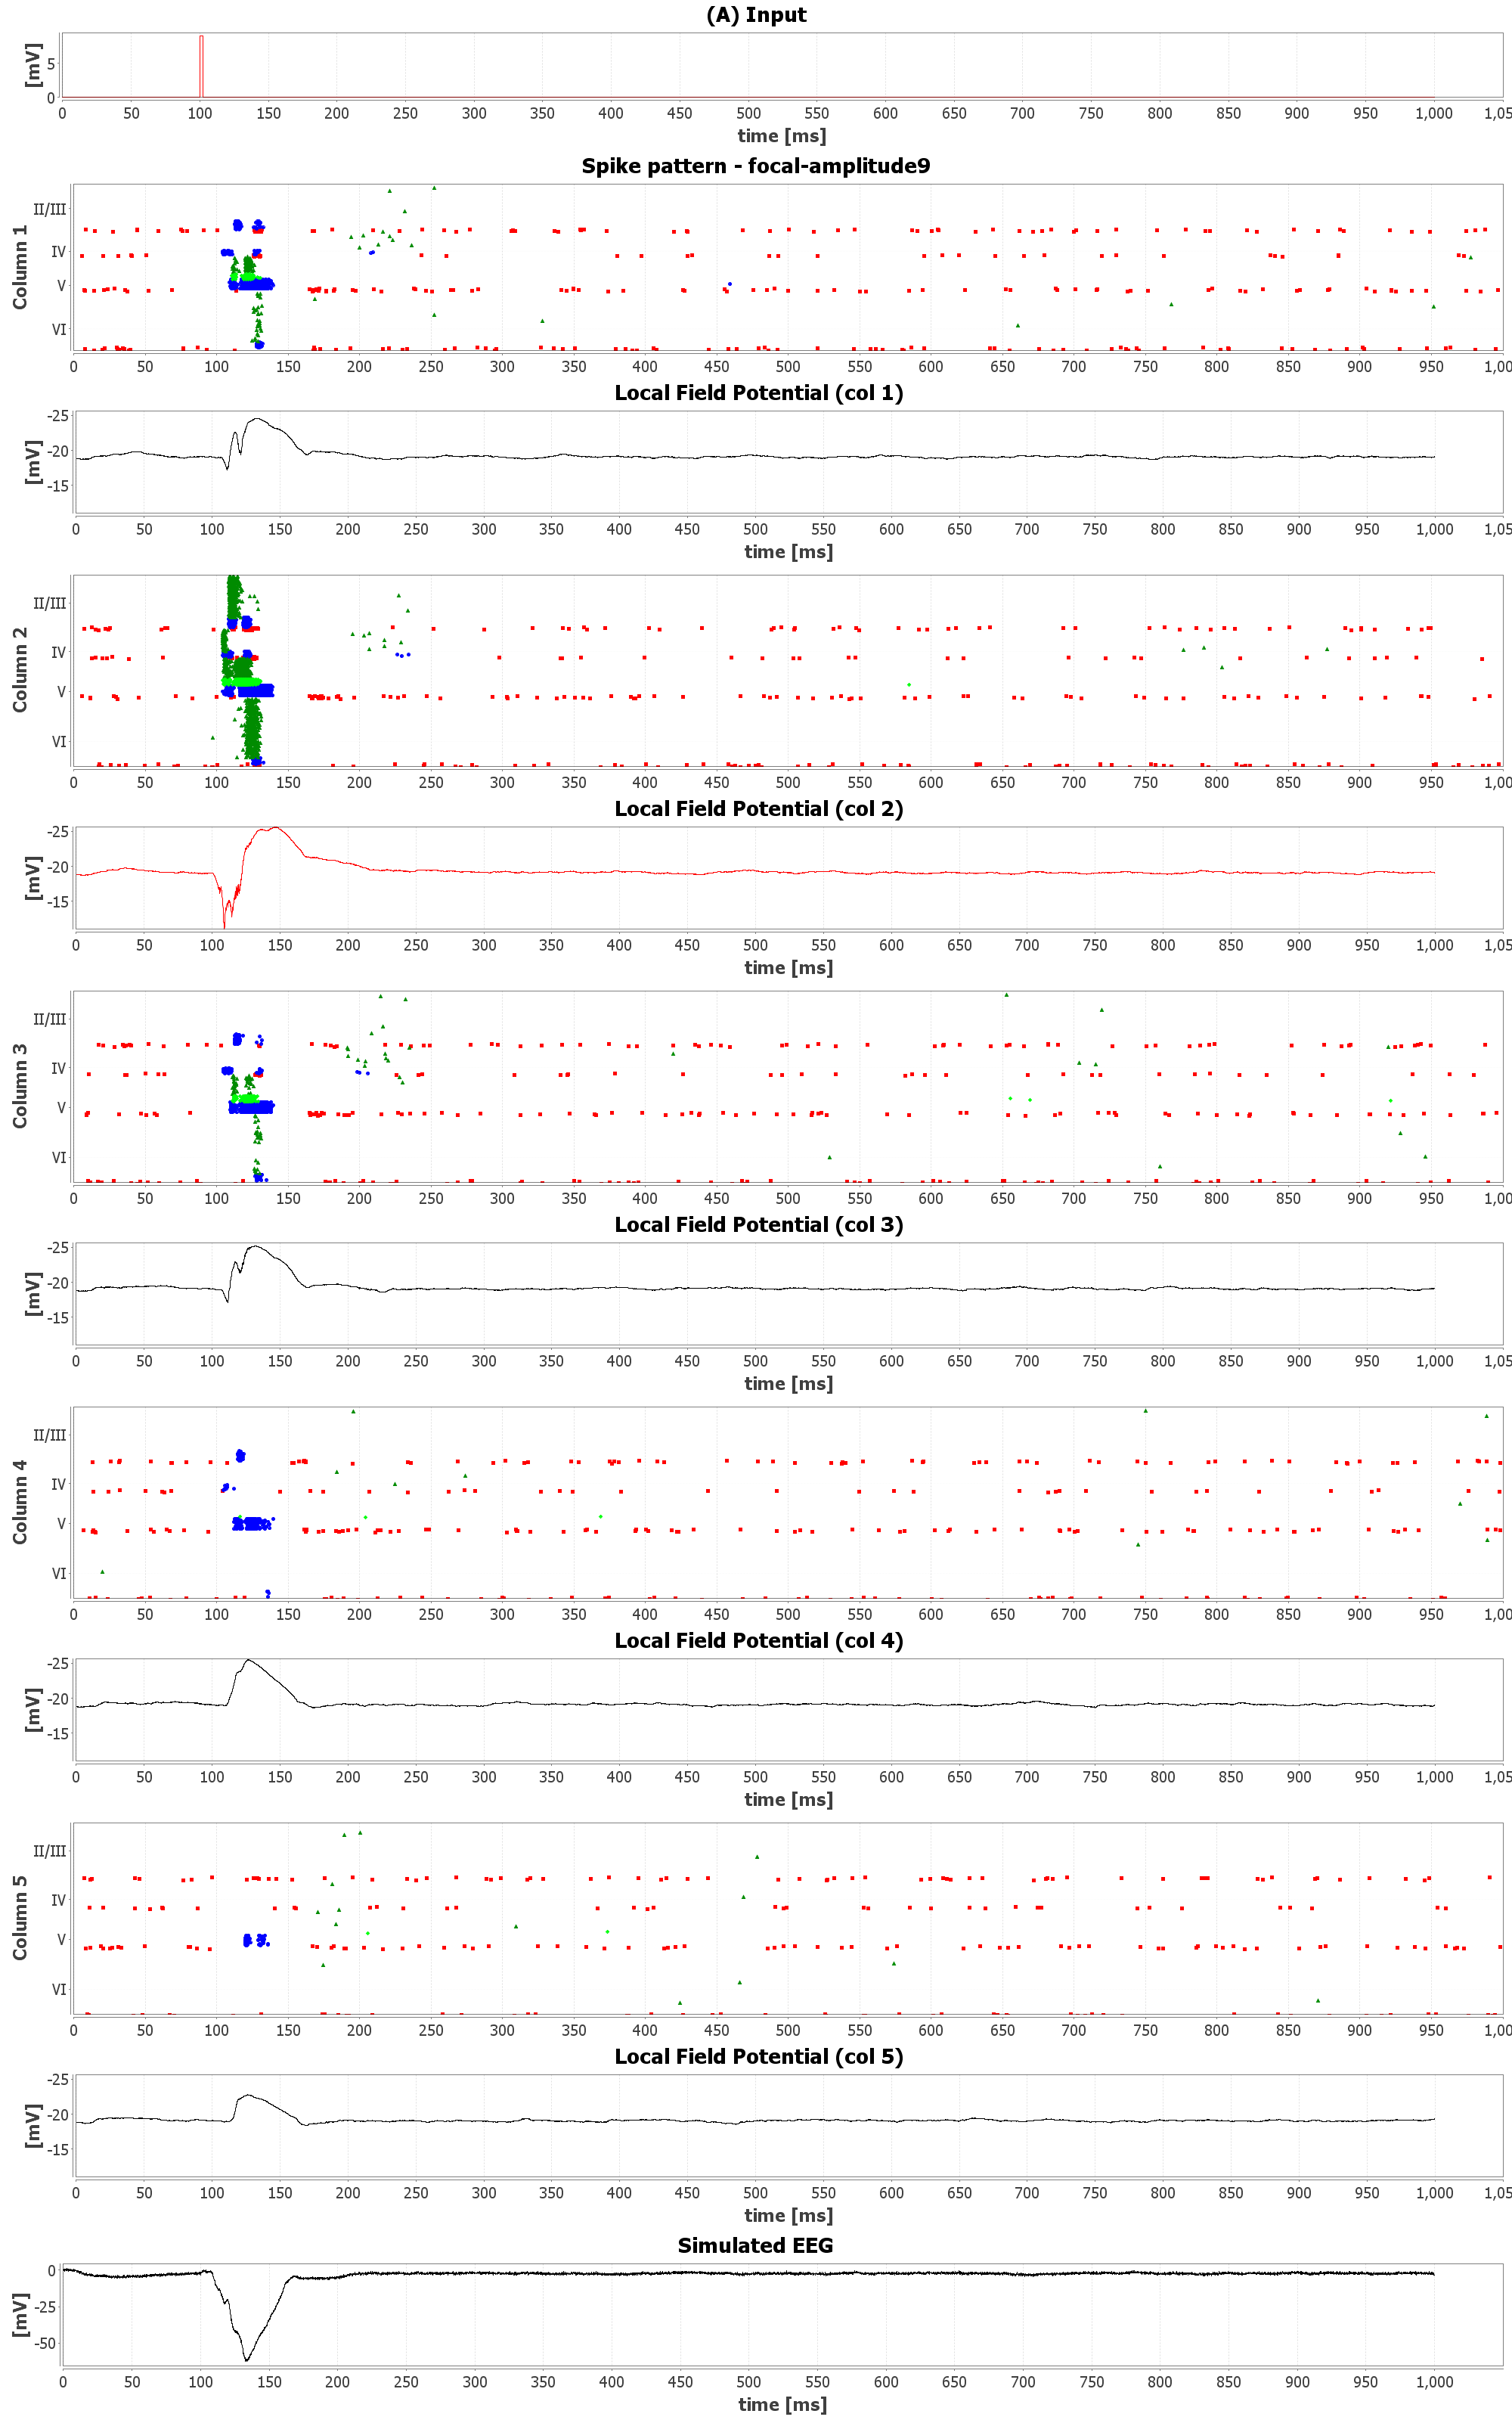 (A) Input
[mV]
5
0
0 50 100 150 200 250 300 350 400 450 500 550 600 650 700 750 800 850 900 950 1,000 1,05
time [ms]
Spike pattern - focal-amplitude9
Column 1
II/III
IV
V
VI
0 50 100 150 200 250 300 350 400 450 500 550 600 650 700 750 800 850 900 950 1,00
Local Field Potential (col 1)
[mV]
-25
-20
-15
0 50 100 150 200 250 300 350 400 450 500 550 600 650 700 750 800 850 900 950 1,000 1,05
time [ms]
Column 2
II/III
IV
V
VI
0 50 100 150 200 250 300 350 400 450 500 550 600 650 700 750 800 850 900 950 1,00
Local Field Potential (col 2)
[mV]
-25
-20
-15
0 50 100 150 200 250 300 350 400 450 500 550 600 650 700 750 800 850 900 950 1,000 1,05
time [ms]
Column 3
II/III
IV
V
VI
0 50 100 150 200 250 300 350 400 450 500 550 600 650 700 750 800 850 900 950 1,00
Local Field Potential (col 3)
[mV]
-25
-20
-15
0 50 100 150 200 250 300 350 400 450 500 550 600 650 700 750 800 850 900 950 1,000 1,05
time [ms]
Column 4
II/III
IV
V
VI
0 50 100 150 200 250 300 350 400 450 500 550 600 650 700 750 800 850 900 950 1,00
Local Field Potential (col 4)
[mV]
-25
-20
-15
0 50 100 150 200 250 300 350 400 450 500 550 600 650 700 750 800 850 900 950 1,000 1,05
time [ms]
Column 5
II/III
IV
V
VI
0 50 100 150 200 250 300 350 400 450 500 550 600 650 700 750 800 850 900 950 1,00
Local Field Potential (col 5)
[mV]
-25
-20
-15
0 50 100 150 200 250 300 350 400 450 500 550 600 650 700 750 800 850 900 950 1,000 1,05
time [ms]
Simulated EEG
[mV]
0
-25
-50
0 50 100 150 200 250 300 350 400 450 500 550 600 650 700 750 800 850 900 950 1,000 1,05
time [ms]